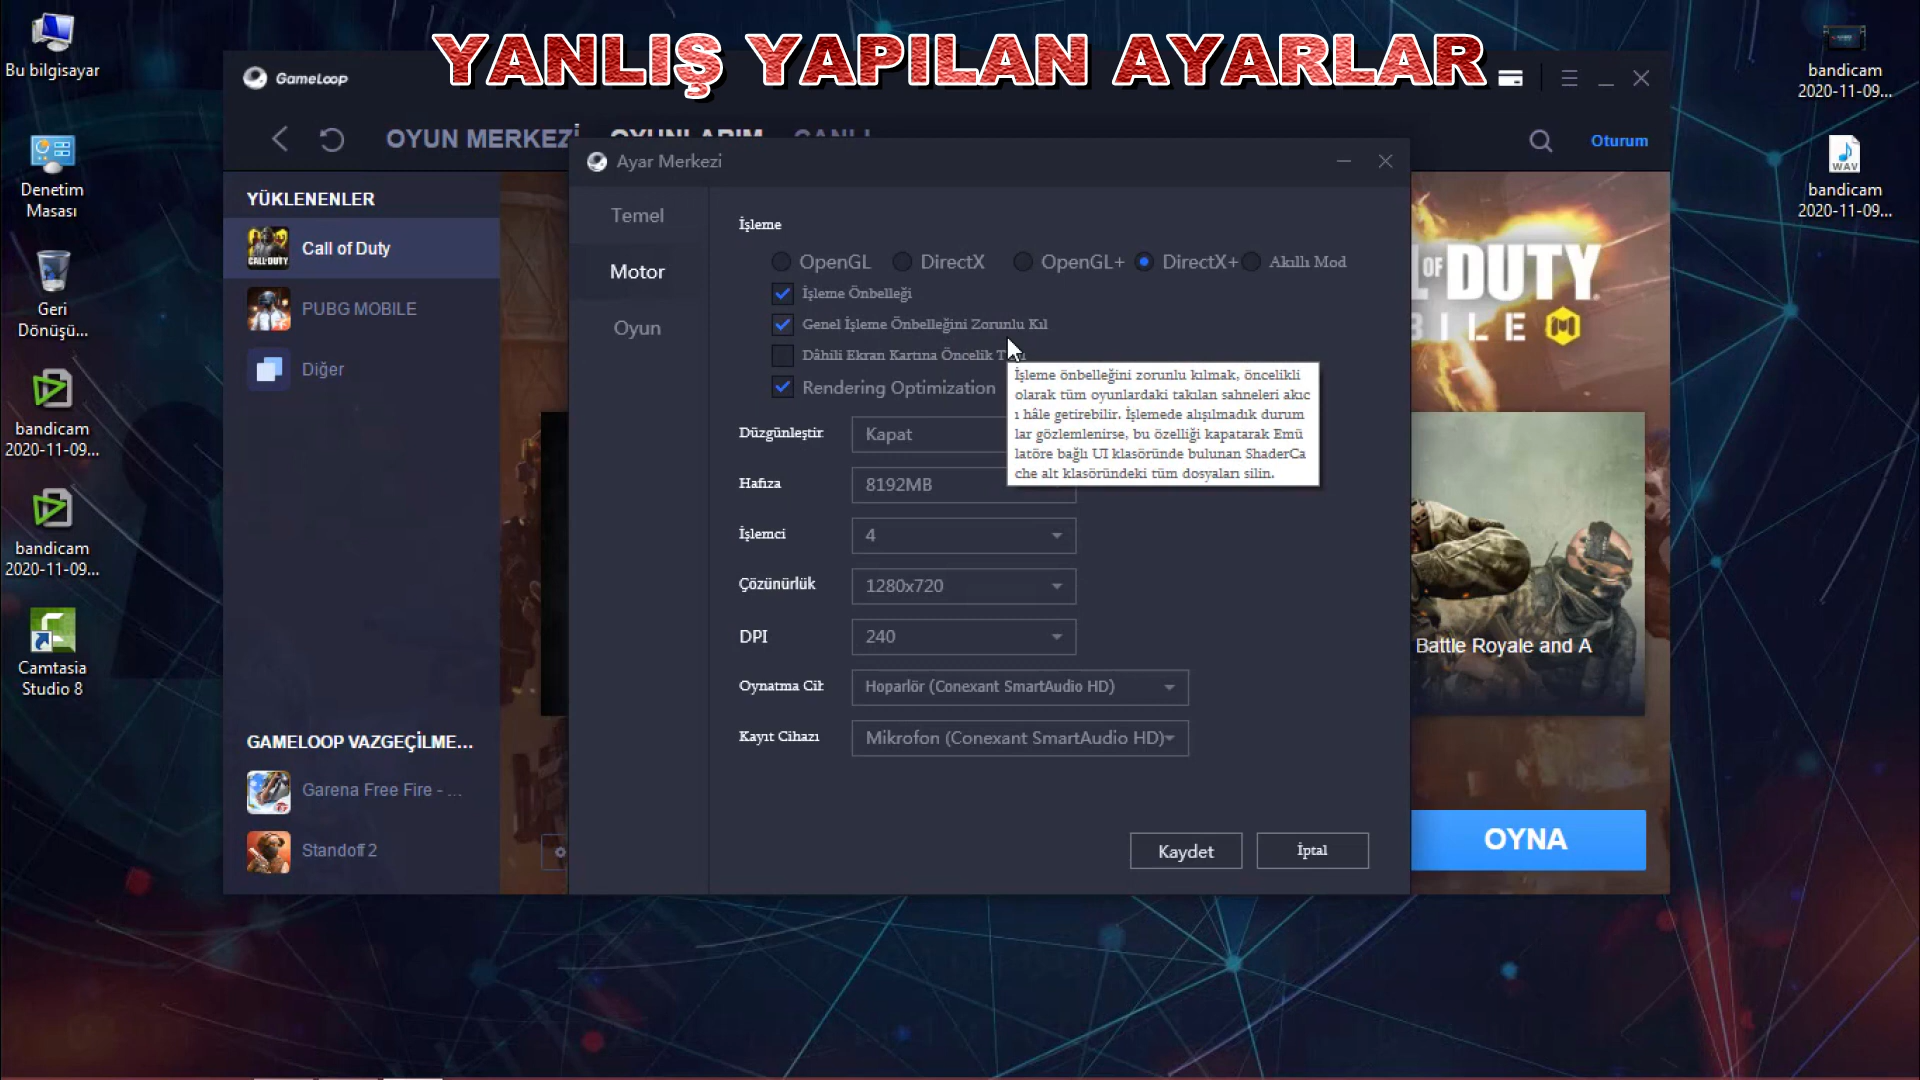 YANLIŞ YAPILAN AYARLAR
Bu bilgisayar
Denetim
Masası
Geri
Dönüşü...
bandicam
2020-11-09...
bandicam
2020-11-09...
Camtasia
Studio 8
bandicam
2020-11-09...
WAV
bandicam
2020-11-09...
GameLoop
OYUN MERKEZİ OYUNLARIM CANLI
Oturum
YÜKLENENLER
Call of Duty
PUBG MOBILE
Diğer
GAMELOOP VAZGEÇİLME...
Garena Free Fire - ...
Standoff 2
Ayar Merkezi
Temel
Motor
Oyun
İşleme
OpenGL DirectX OpenGL+ DirectX+ Akıllı Mod
İşleme Önbelleği
Genel İşleme Önbelleğini Zorunlu Kıl
Dâhili Ekran Kartına Öncelik
Rendering Optimization
İşleme önbelleğini zorunlu kılmak, öncelikli
olarak tüm oyunlardaki takılan sahneleri akıc
ı hâle getirebilir. İşlemede alışılmadık durum
lar gözlemlenirse, bu özelliği kapatarak Emü
latöre bağlı UI klasöründe bulunan ShaderCa
che alt klasöründeki tüm dosyaları silin.
Düzgünleştir Kapat
Hafıza 8192MB
İşlemci 4
Çözünürlük 1280x720
DPI 240
Oynatma Cih Hoparlör (Conexant SmartAudio HD)
Kayıt Cihazı Mikrofon (Conexant SmartAudio HD)
Kaydet İptal
OF DUTY
BILE
Battle Royale and A
OYNA